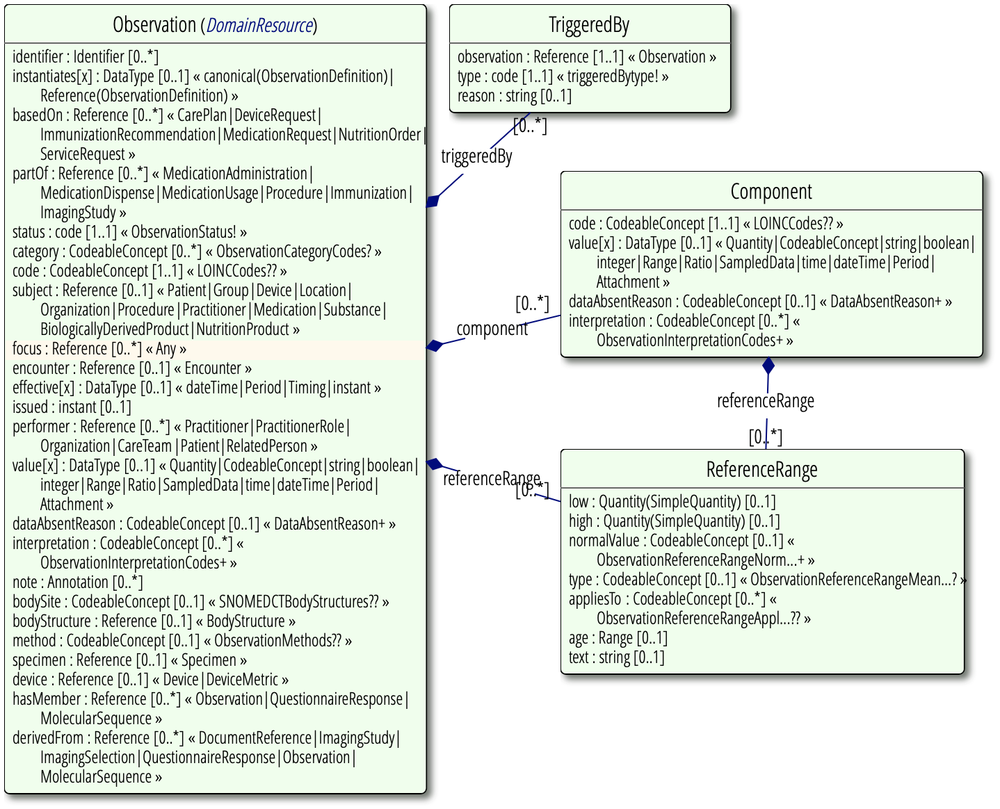 Observation (DomainResource)
identifier : Identifier [0..*]
instantiates[x] : DataType [0..1] « canonical(ObservationDefinition)|
Reference(ObservationDefinition) »
basedOn : Reference [0..*] « CarePlan|DeviceRequest|
ImmunizationRecommendation|MedicationRequest|NutritionOrder|
ServiceRequest »
partOf : Reference [0..*] « MedicationAdministration|
MedicationDispense|MedicationUsage|Procedure|Immunization|
ImagingStudy »
status : code [1..1] « ObservationStatus! »
category : CodeableConcept [0..*] « ObservationCategoryCodes? »
code : CodeableConcept [1..1] « LOINCCodes?? »
subject : Reference [0..1] « Patient|Group|Device|Location|
Organization|Procedure|Practitioner|Medication|Substance|
BiologicallyDerivedProduct|NutritionProduct »
focus : Reference [0..*] « Any »
encounter : Reference [0..1] « Encounter »
effective[x] : DataType [0..1] « dateTime|Period|Timing|instant »
issued : instant [0..1]
performer : Reference [0..*] « Practitioner|PractitionerRole|
Organization|CareTeam|Patient|RelatedPerson »
value[x] : DataType [0..1] « Quantity|CodeableConcept|string|boolean|
integer|Range|Ratio|SampledData|time|dateTime|Period|
Attachment »
dataAbsentReason : CodeableConcept [0..1] « DataAbsentReason+ »
interpretation : CodeableConcept [0..*] «
ObservationInterpretationCodes+ »
note : Annotation [0..*]
bodySite : CodeableConcept [0..1] « SNOMEDCTBodyStructures?? »
bodyStructure : Reference [0..1] « BodyStructure »
method : CodeableConcept [0..1] « ObservationMethods?? »
specimen : Reference [0..1] « Specimen »
device : Reference [0..1] « Device|DeviceMetric »
hasMember : Reference [0..*] « Observation|QuestionnaireResponse|
MolecularSequence »
derivedFrom : Reference [0..*] « DocumentReference|ImagingStudy|
ImagingSelection|QuestionnaireResponse|Observation|
MolecularSequence »
TriggeredBy
observation : Reference [1..1] « Observation »
type : code [1..1] « triggeredBytype! »
reason : string [0..1]
[0..*]
triggeredBy
Component
code : CodeableConcept [1..1] « LOINCCodes?? »
value[x] : DataType [0..1] « Quantity|CodeableConcept|string|boolean|
integer|Range|Ratio|SampledData|time|dateTime|Period|
Attachment »
dataAbsentReason : CodeableConcept [0..1] « DataAbsentReason+ »
interpretation : CodeableConcept [0..*] «
ObservationInterpretationCodes+ »
[0..*]
component
referenceRange
[0..*]
referenceRange
[0..*]
ReferenceRange
low : Quantity(SimpleQuantity) [0..1]
high : Quantity(SimpleQuantity) [0..1]
normalValue : CodeableConcept [0..1] «
ObservationReferenceRangeNorm...+ »
type : CodeableConcept [0..1] « ObservationReferenceRangeMean...? »
appliesTo : CodeableConcept [0..*] «
ObservationReferenceRangeAppl...?? »
age : Range [0..1]
text : string [0..1]